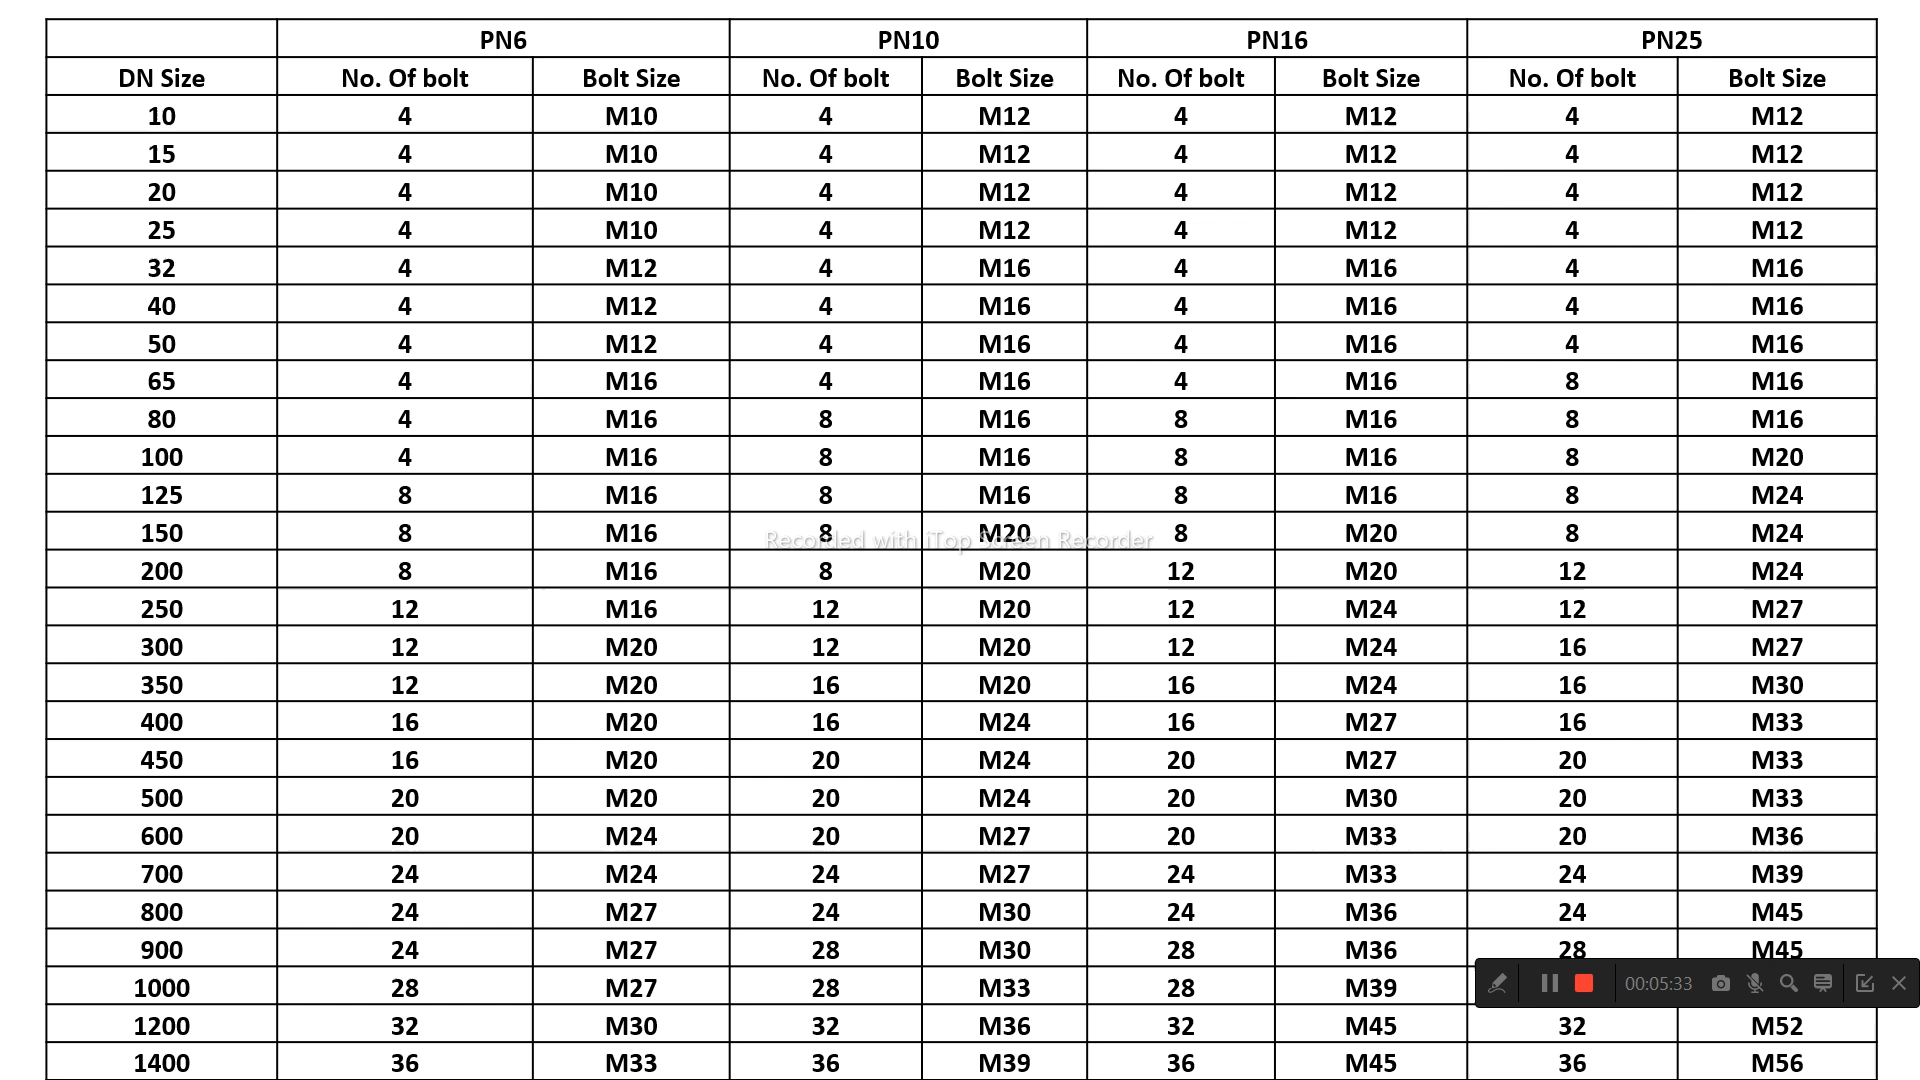 PN6 PN10 PN16 PN25
DN Size No. Of bolt Bolt Size No. Of bolt Bolt Size No. Of bolt Bolt Size No. Of bolt Bolt Size
10 4 M10 4 M12 4 M12 4 M12
15 4 M10 4 M12 4 M12 4 M12
20 4 M10 4 M12 4 M12 4 M12
25 4 M10 4 M12 4 M12 4 M12
32 4 M12 4 M16 4 M16 4 M16
40 4 M12 4 M16 4 M16 4 M16
50 4 M12 4 M16 4 M16 4 M16
65 4 M16 4 M16 4 M16 8 M16
80 4 M16 8 M16 8 M16 8 M16
100 4 M16 8 M16 8 M16 8 M20
125 8 M16 8 M16 8 M16 8 M24
150 8 M16 8 M20 8 M20 8 M24
Recorded with iTop Screen Recorder
200 8 M16 8 M20 12 M20 12 M24
250 12 M16 12 M20 12 M24 12 M27
300 12 M20 12 M20 12 M24 16 M27
350 12 M20 16 M20 16 M24 16 M30
400 16 M20 16 M24 16 M27 16 M33
450 16 M20 20 M24 20 M27 20 M33
500 20 M20 20 M24 20 M30 20 M33
600 20 M24 20 M27 20 M33 20 M36
700 24 M24 24 M27 24 M33 24 M39
800 24 M27 24 M30 24 M36 24 M45
900 24 M27 28 M30 28 M36 28 M45
1000 28 M27 28 M33 28 M39
00:05:33
1200 32 M30 32 M36 32 M45 32 M52
1400 36 M33 36 M39 36 M45 36 M56